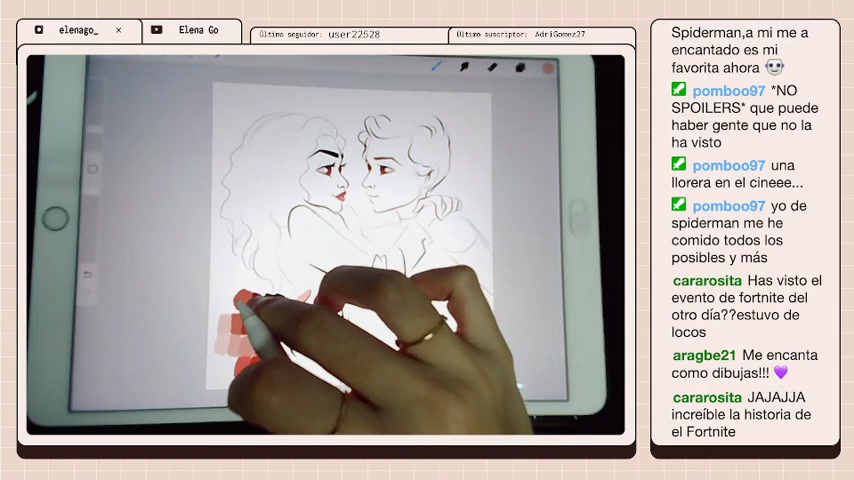 elenago_ ×
Elena Go
Último seguidor: user22528
Último suscriptor: AdriGomez27
Spiderman,a mi me a
encantado es mi
favorita ahora
pomboo97 *NO
SPOILERS* que puede
haber gente que no la
ha visto
pomboo97 una
llorera en el cineee...
pomboo97 yo de
spiderman me he
comido todos los
posibles y más
cararosita Has visto el
evento de fortnite del
otro día??estuvo de
locos
aragbe21 Me encanta
como dibujas!!! 💜
cararosita JAJAJJA
increíble la historia de
el Fortnite